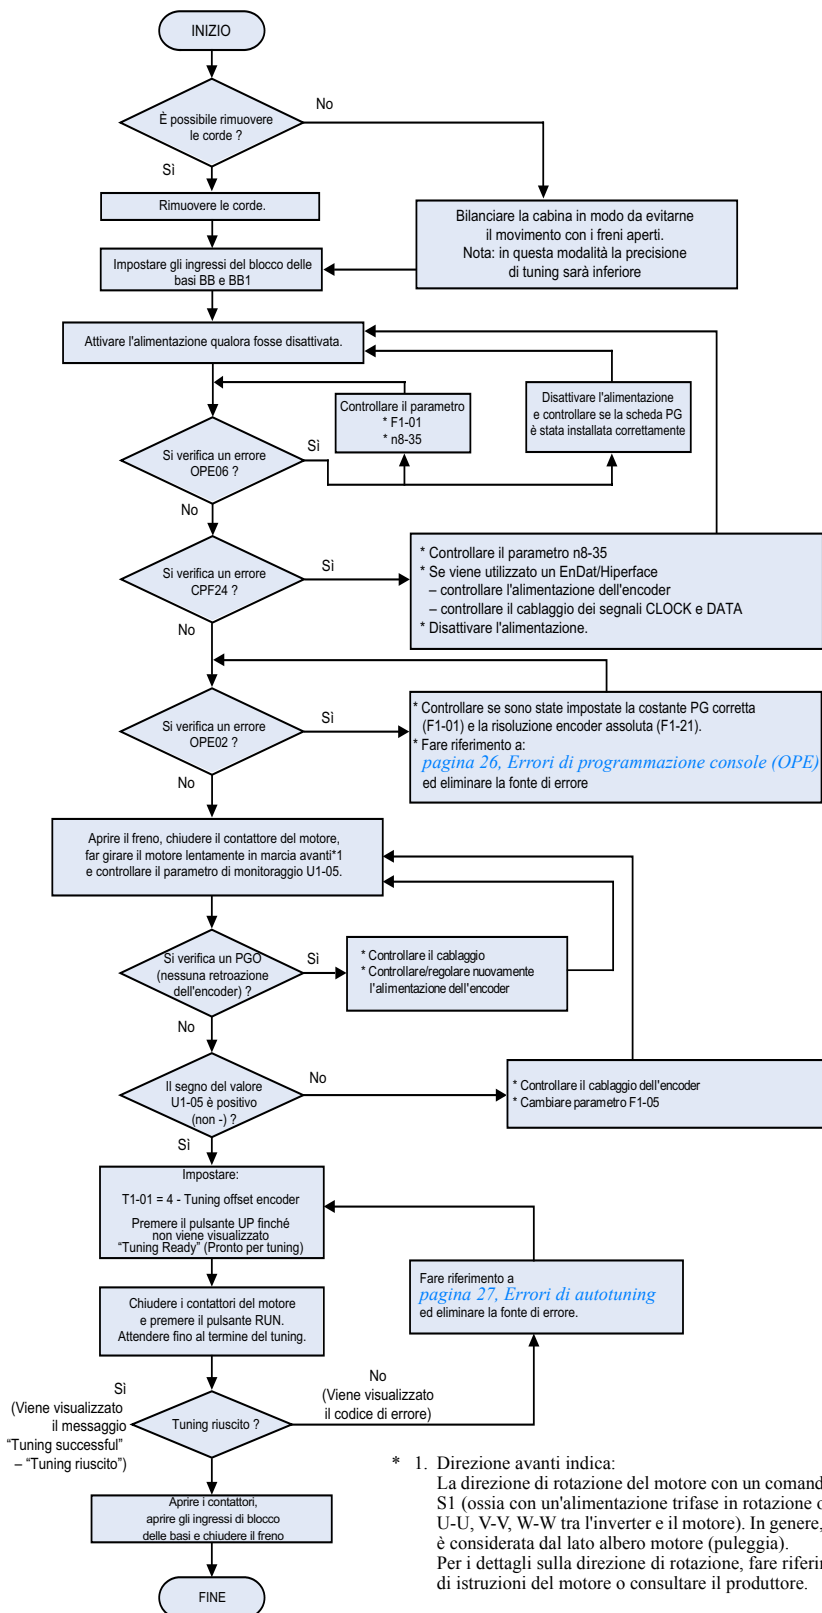 INIZIO
È possibile rimuovere
le corde ?
No
Sì
Rimuovere le corde.
Bilanciare la cabina in modo da evitarne
il movimento con i freni aperti.
Nota: in questa modalità la precisione
di tuning sarà inferiore
Impostare gli ingressi del blocco delle
basi BB e BB1
Attivare l'alimentazione qualora fosse disattivata.
Controllare il parametro
* F1-01
* n8-35
Disattivare l'alimentazione
e controllare se la scheda PG
è stata installata correttamente
Si verifica un errore
OPE06 ?
Sì
No
Si verifica un errore
CPF24 ?
Sì
* Controllare il parametro n8-35
* Se viene utilizzato un EnDat/Hiperface
– controllare l'alimentazione dell'encoder
– controllare il cablaggio dei segnali CLOCK e DATA
* Disattivare l'alimentazione.
No
Si verifica un errore
OPE02 ?
Sì
* Controllare se sono state impostate la costante PG corretta
(F1-01) e la risoluzione encoder assoluta (F1-21).
* Fare riferimento a:
pagina 26, Errori di programmazione console (OPE)
ed eliminare la fonte di errore
No
Aprire il freno, chiudere il contattore del motore,
far girare il motore lentamente in marcia avanti*1
e controllare il parametro di monitoraggio U1-05.
Si verifica un PGO
(nessuna retroazione
dell'encoder) ?
Sì
* Controllare il cablaggio
* Controllare/regolare nuovamente
l'alimentazione dell'encoder
No
Il segno del valore
U1-05 è positivo
(non -) ?
No
* Controllare il cablaggio dell'encoder
* Cambiare parametro F1-05
Sì
Impostare:
T1-01 = 4 - Tuning offset encoder
Premere il pulsante UP finché
non viene visualizzato
“Tuning Ready” (Pronto per tuning)
Chiudere i contattori del motore
e premere il pulsante RUN.
Attendere fino al termine del tuning.
Fare riferimento a
pagina 27, Errori di autotuning
ed eliminare la fonte di errore.
Sì
(Viene visualizzato
il messaggio
“Tuning successful”
– “Tuning riuscito”)
Tuning riuscito ?
No
(Viene visualizzato
il codice di errore)
Aprire i contattori,
aprire gli ingressi di blocco
delle basi e chiudere il freno
FINE
* 1. Direzione avanti indica:
La direzione di rotazione del motore con un comand
S1 (ossia con un'alimentazione trifase in rotazione o
U-U, V-V, W-W tra l'inverter e il motore). In genere,
è considerata dal lato albero motore (puleggia).
Per i dettagli sulla direzione di rotazione, fare riferi
di istruzioni del motore o consultare il produttore.